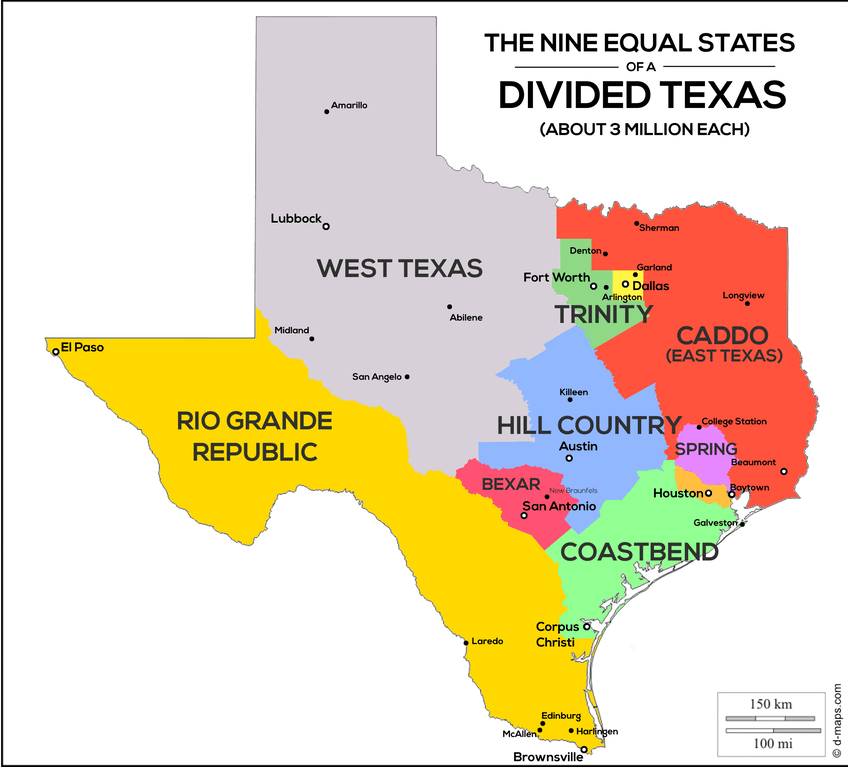 THE NINE EQUAL STATES
OF A
DIVIDED TEXAS
(ABOUT 3 MILLION EACH)
Amarillo
Lubbock
WEST TEXAS
Abilene
Midland
San Angelo
El Paso
RIO GRANDE
REPUBLIC
Sherman
Denton
Garland
Fort Worth
Dallas
Arlington
TRINITY
Longview
CADDO
(EAST TEXAS)
Killeen
HILL COUNTRY
Austin
College Station
SPRING
Beaumont
BEXAR
New Braunfels
San Antonio
Houston
Baytown
Galveston
COASTBEND
Corpus
Christi
Laredo
Edinburg
McAllen
Harlingen
Brownsville
150 km
100 mi
© d-maps.com